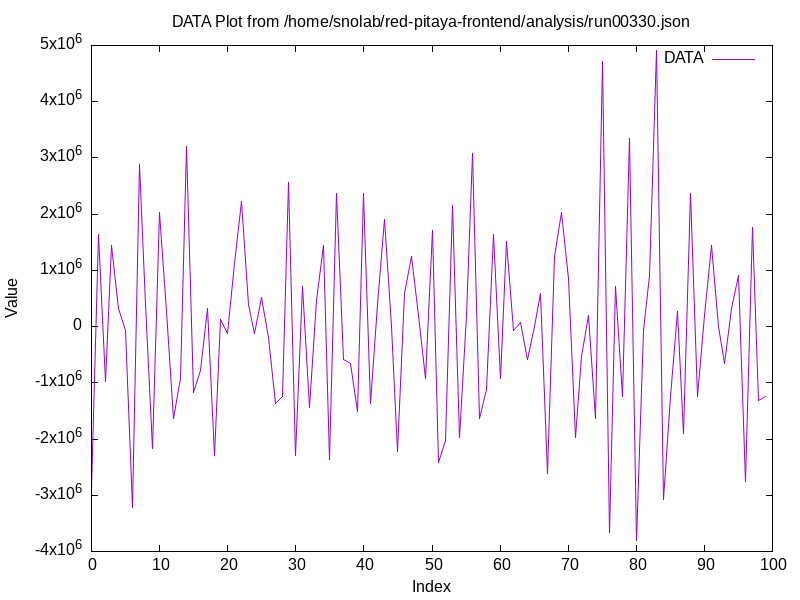 DATA Plot from /home/snolab/red-pitaya-frontend/analysis/run00330.json
DATA
5x10^6
4x10^6
3x10^6
2x10^6
1x10^6
0
-1x10^6
-2x10^6
-3x10^6
-4x10^6
Value
0 10 20 30 40 50 60 70 80 90 100
Index